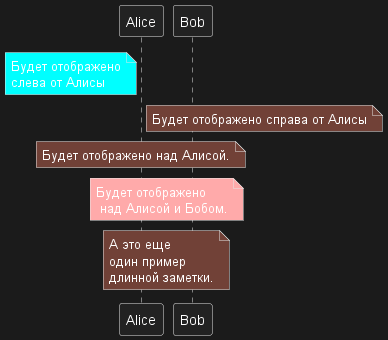 Alice Bob
Будет отображено
слева от Алисы
Будет отображено справа от Алисы
Будет отображено над Алисой.
Будет отображено
над Алисой и Бобом.
А это еще
один пример
длинной заметки.
Alice Bob